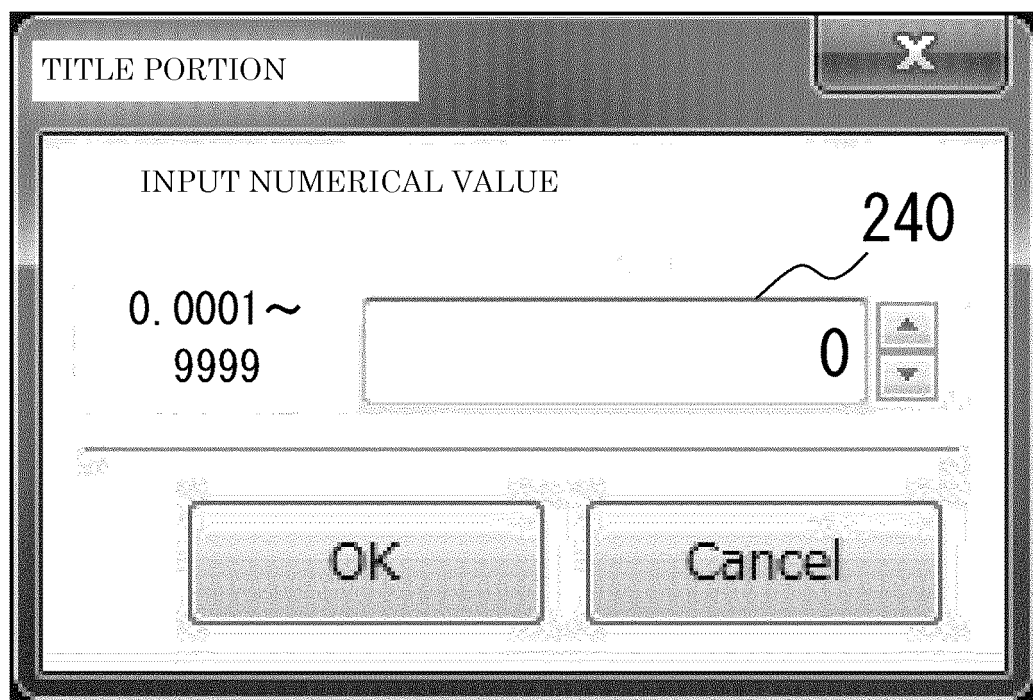 TITLE PORTION
X
INPUT NUMERICAL VALUE
240
0.0001～
9999
0
OK
Cancel